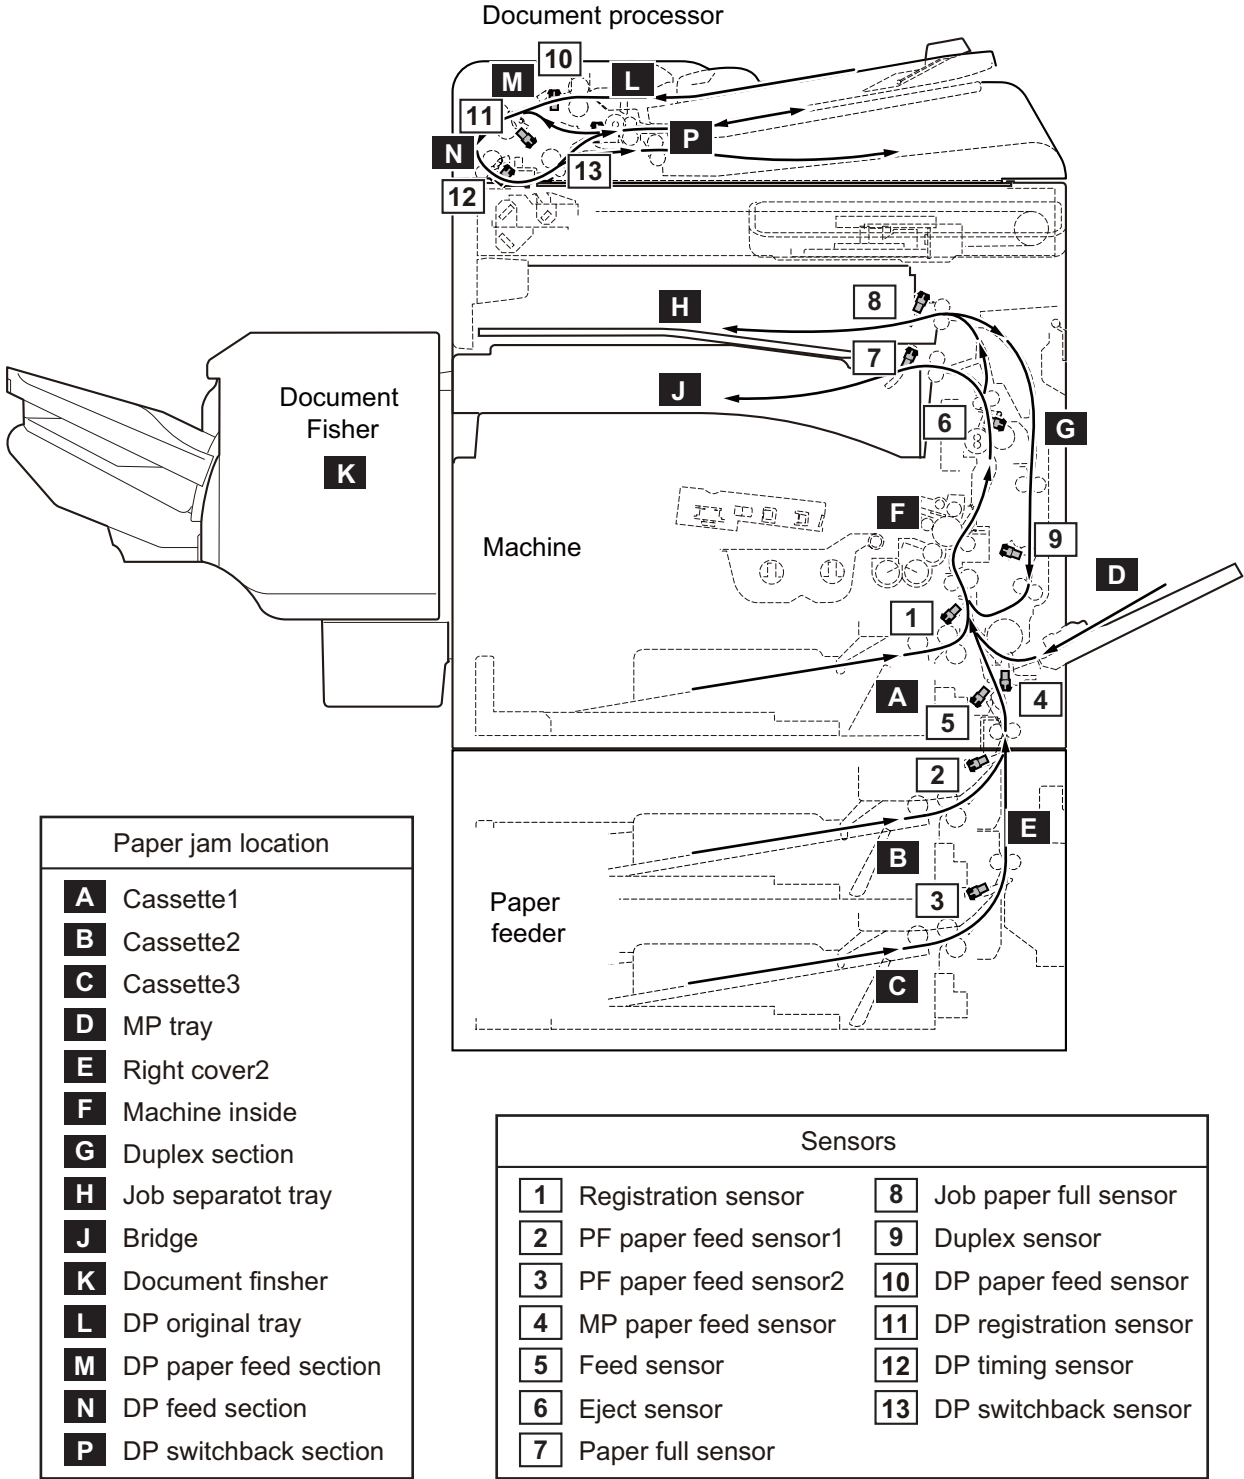 Document processor
10
M
L
11
P
N
13
12
8
H
7
J
Document
Fisher
6
G
K
F
Machine
9
D
1
A
4
5
2
E
B
Paper
feeder
3
C
Paper jam location
A Cassette1
B Cassette2
C Cassette3
D MP tray
E Right cover2
F Machine inside
G Duplex section
H Job separatot tray
J Bridge
K Document finsher
L DP original tray
M DP paper feed section
N DP feed section
P DP switchback section
Sensors
1 Registration sensor
2 PF paper feed sensor1
3 PF paper feed sensor2
4 MP paper feed sensor
5 Feed sensor
6 Eject sensor
7 Paper full sensor
8 Job paper full sensor
9 Duplex sensor
10 DP paper feed sensor
11 DP registration sensor
12 DP timing sensor
13 DP switchback sensor